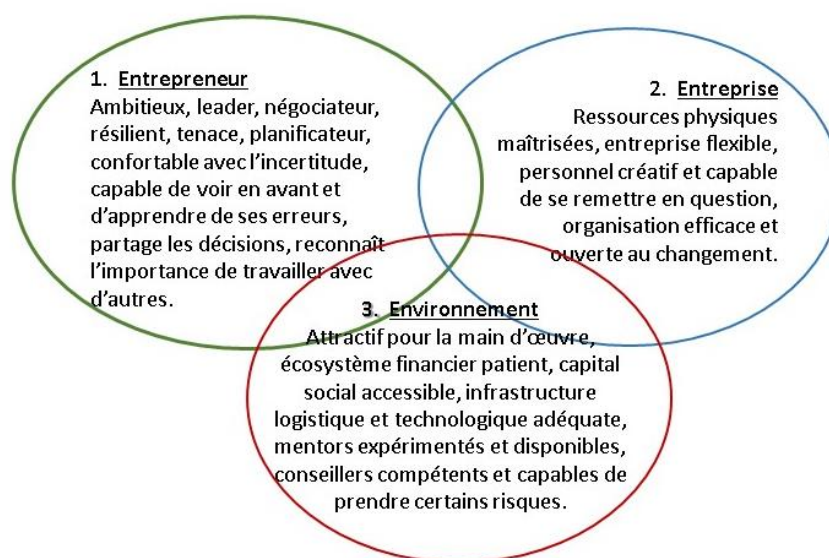 1. Entrepreneur
Ambitieux, leader, négociateur,
résilient, tenace, planificateur,
confortable avec l'incertitude,
capable de voir en avant et
d'apprendre de ses erreurs,
partage les décisions, reconnaît
l'importance de travailler avec
d'autres.
2. Entreprise
Ressources physiques
maîtrisées, entreprise flexible,
personnel créatif et capable
de se remettre en question,
organisation efficace et
ouverte au changement.
3. Environnement
Attractif pour la main d'œuvre,
écosystème financier patient, capital
social accessible, infrastructure
logistique et technologique adéquate,
mentors expérimentés et disponibles,
conseillers compétents et capables de
prendre certains risques.